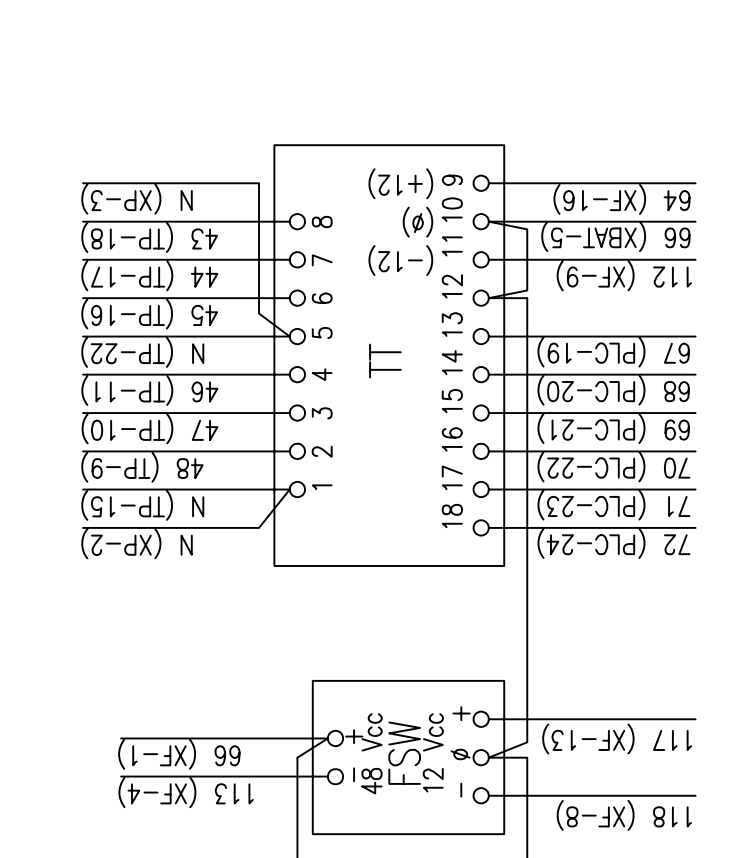 N (XP-3)
43 (TP-18)
44 (TP-17)
45 (TP-16)
N (TP-22)
46 (TP-11)
47 (TP-10)
48 (TP-9)
N (TP-15)
N (XP-2)
8
7
6
5
4
3
2
1
TT
(+12)
(ø)
(-12)
9
10
11
12
13
14
15
16
17
18
64 (XF-16)
66 (XBAT-5)
112 (XF-9)
67 (PLC-19)
68 (PLC-20)
69 (PLC-21)
70 (PLC-22)
71 (PLC-23)
72 (PLC-24)
66 (XF-1)
113 (XF-4)
+
-
48 Vcc
FSW
12 Vcc
+
ø
-
117 (XF-13)
118 (XF-8)